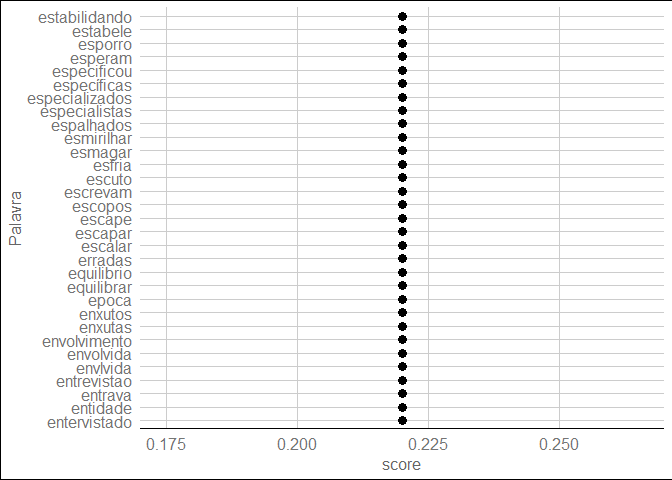 estabilidando
estabele
esporro
esperam
especificou
específicas
especializados
especialistas
espalhados
esmirilhar
esmagar
esfria
escuto
escrevam
escopos
escape
escapar
escalar
erradas
equilibrio
equilibrar
epoca
enxutos
enxutas
envolvimento
envolvida
envlvida
entrevistao
entrava
entidade
entervistado
Palavra
0.175 0.200 0.225 0.250
score